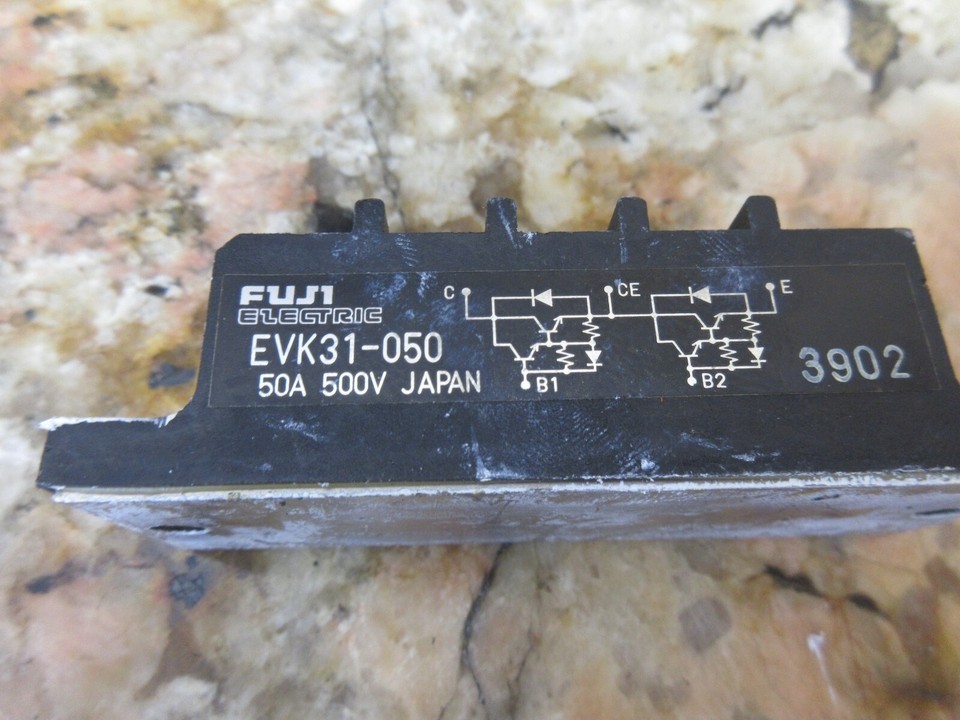 FUJI
ELECTRIC
EVK31-050
50A 500V JAPAN
C CE E
B1 B2
3902